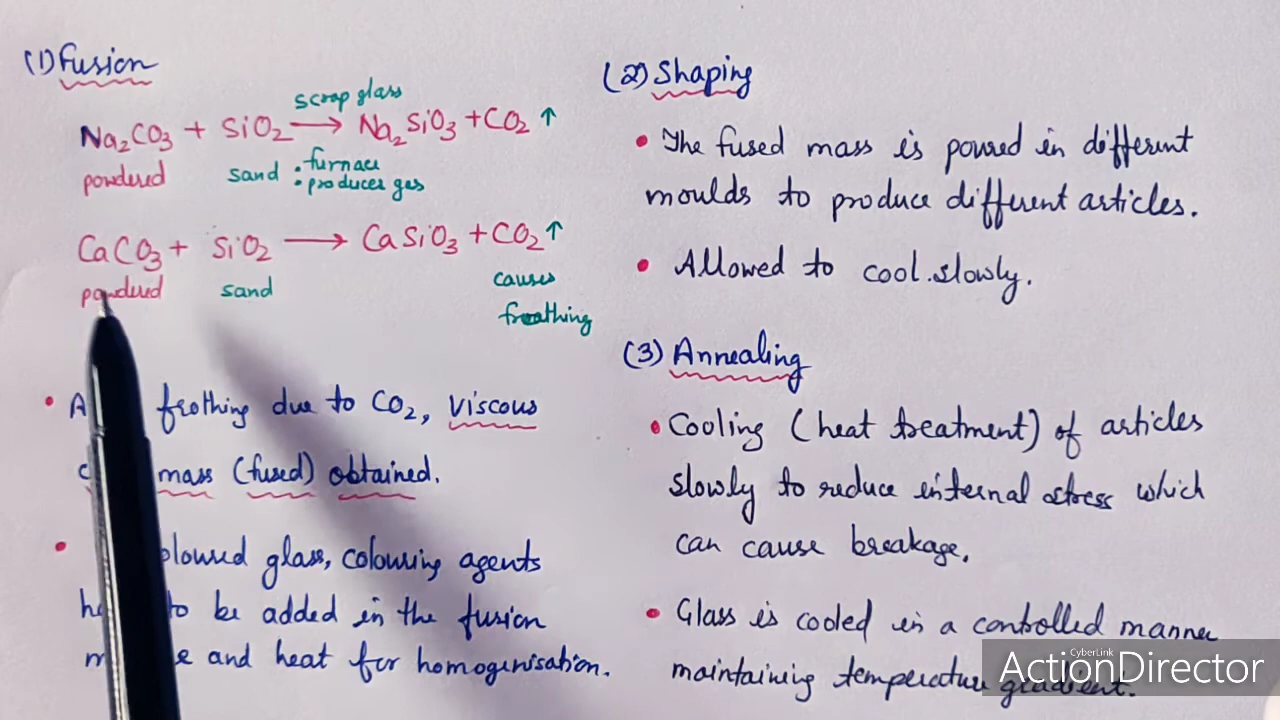 (1) Fusion
scrap glass
Na₂CO₃ + SiO₂ → Na₂SiO₃ + CO₂ ↑
powdered sand • furnace
• producer gas
CaCO₃ + SiO₂ → CaSiO₃ + CO₂ ↑
powdered sand causes
frothing
• frothing due to CO₂, viscous
mass (fused) obtained.
• glass, colouring agents
to be added in the fusion
and heat for homogenisation.
(2) Shaping
• The fused mass is poured in different
moulds to produce different articles.
• Allowed to cool slowly.
(3) Annealing
• Cooling (heat treatment) of articles
slowly to reduce internal stress which
can cause breakage.
• Glass is cooled in a controlled manner
maintaining temperature gradient.
CyberLink
ActionDirector